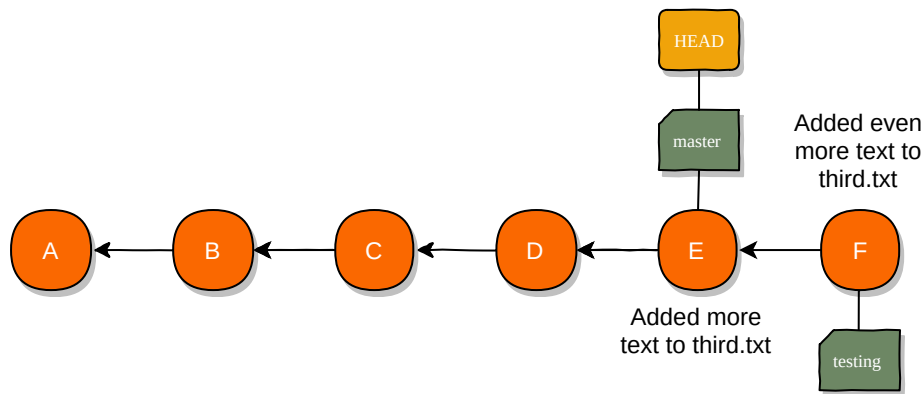 HEAD
master
Added even
more text to
third.txt
A
B
C
D
E
F
Added more
text to third.txt
testing